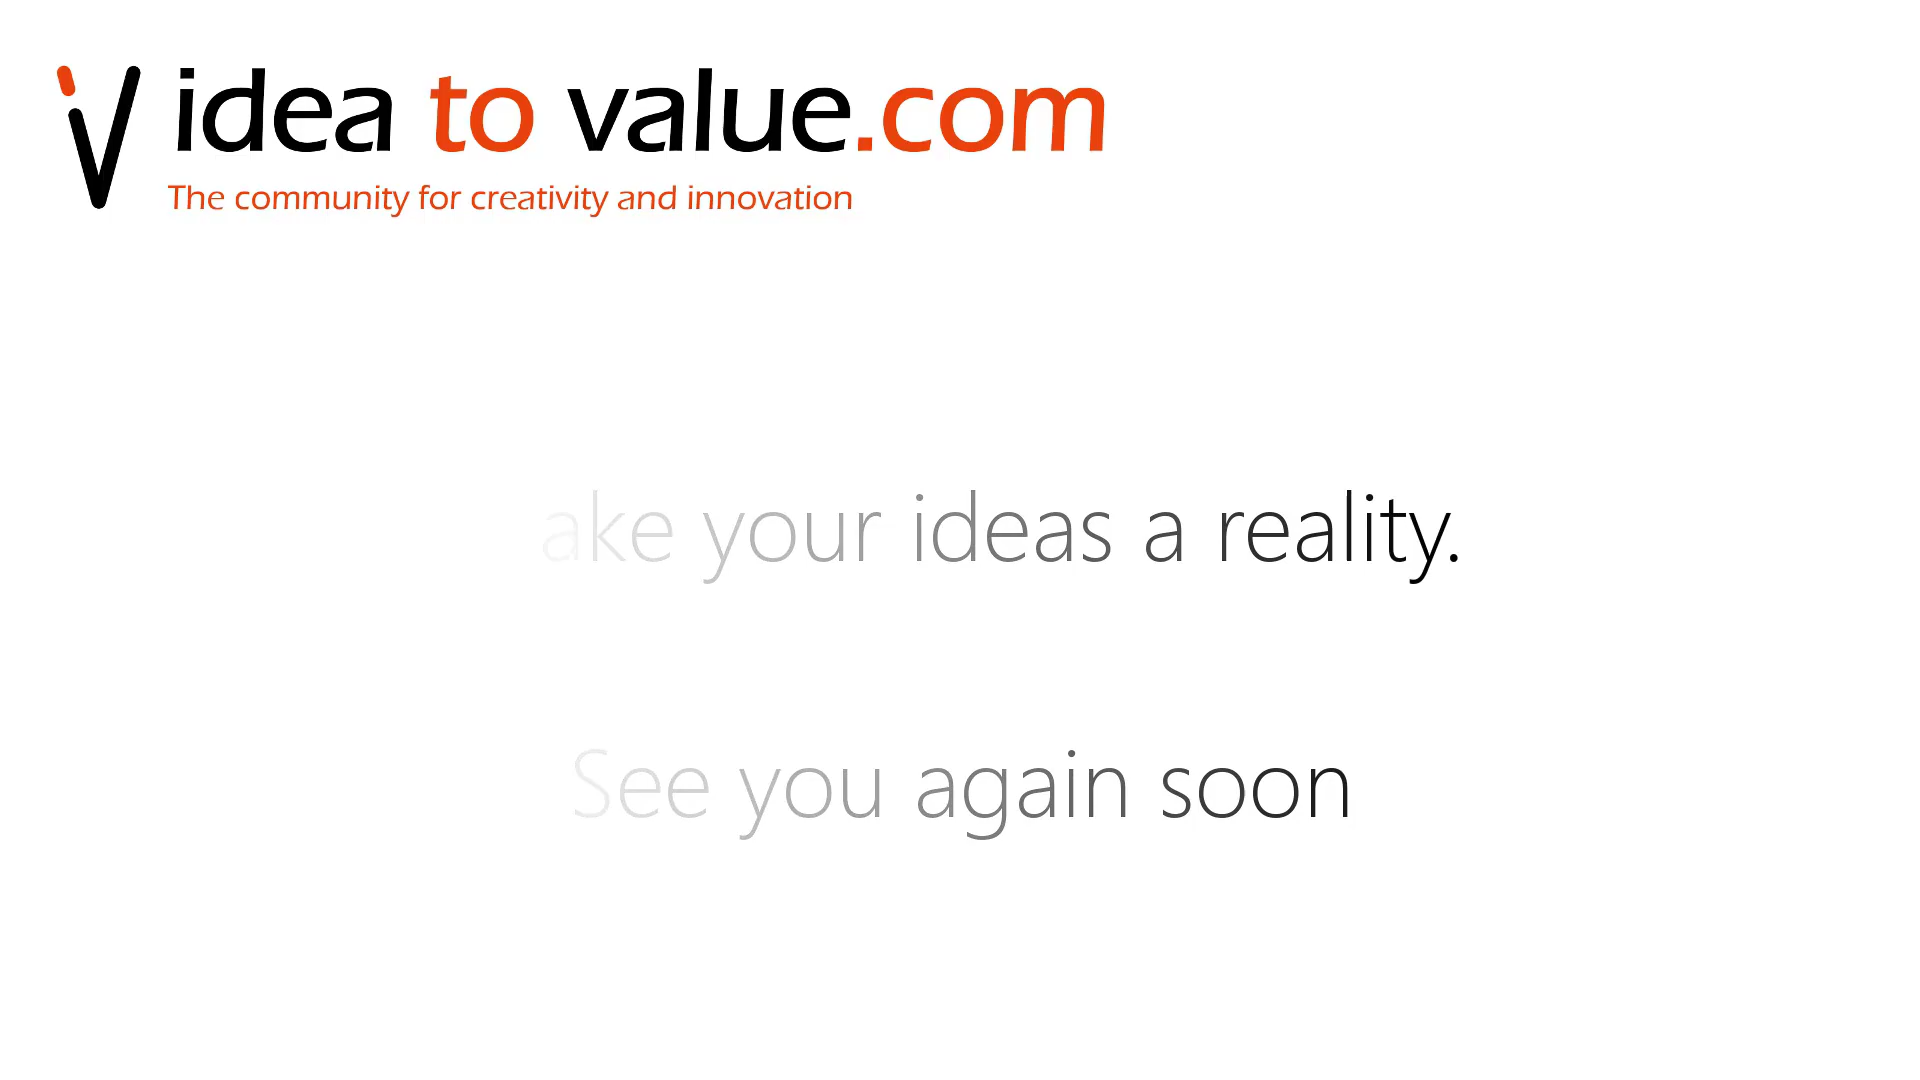 idea to value.com
The community for creativity and innovation
ake your ideas a reality.
See you again soon